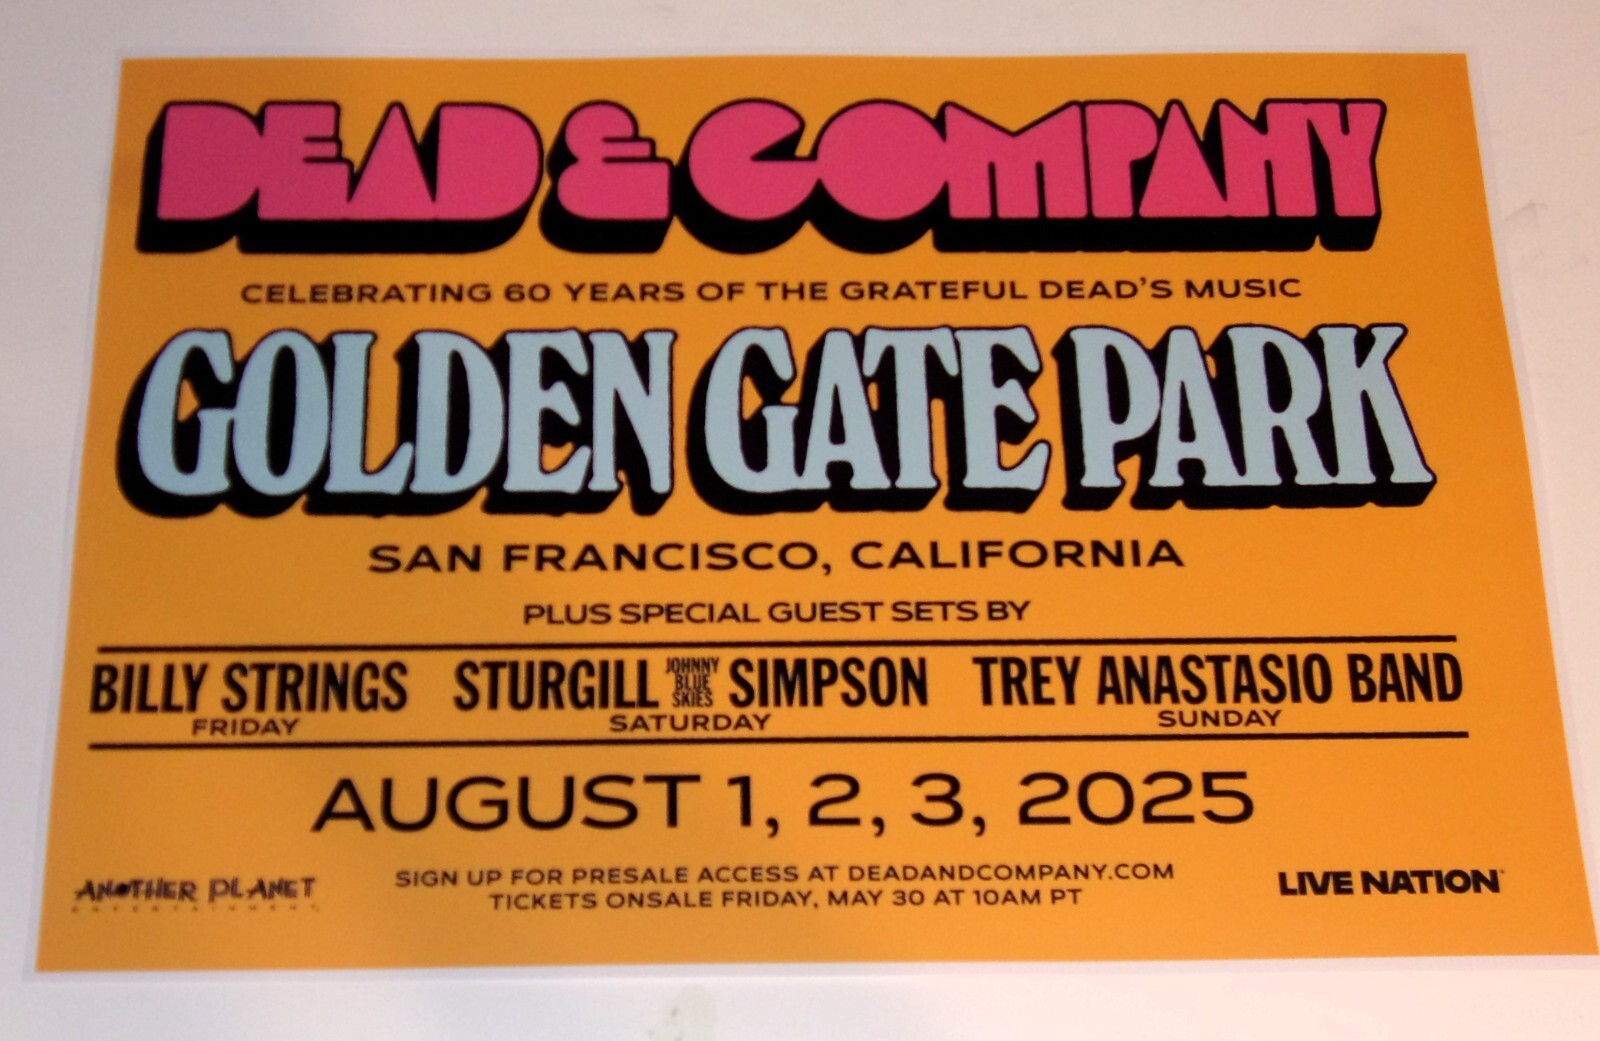 DEAD & COMPANY
CELEBRATING 60 YEARS OF THE GRATEFUL DEAD'S MUSIC
GOLDEN GATE PARK
SAN FRANCISCO, CALIFORNIA
PLUS SPECIAL GUEST SETS BY
BILLY STRINGS STURGILL JOHNNY BLUE SKIES SIMPSON TREY ANASTASIO BAND
FRIDAY SATURDAY SUNDAY
AUGUST 1, 2, 3, 2025
ANOTHER PLANET
ENTERTAINMENT
SIGN UP FOR PRESALE ACCESS AT DEADANDCOMPANY.COM
TICKETS ONSALE FRIDAY, MAY 30 AT 10AM PT
LIVE NATION